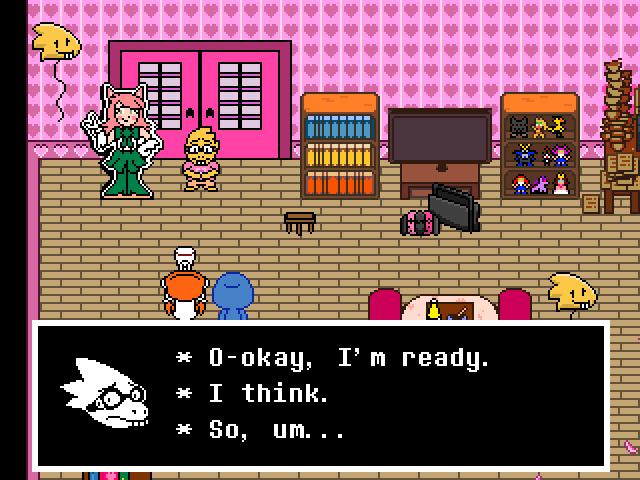 * O-okay, I'm ready.
* I think.
* So, um...